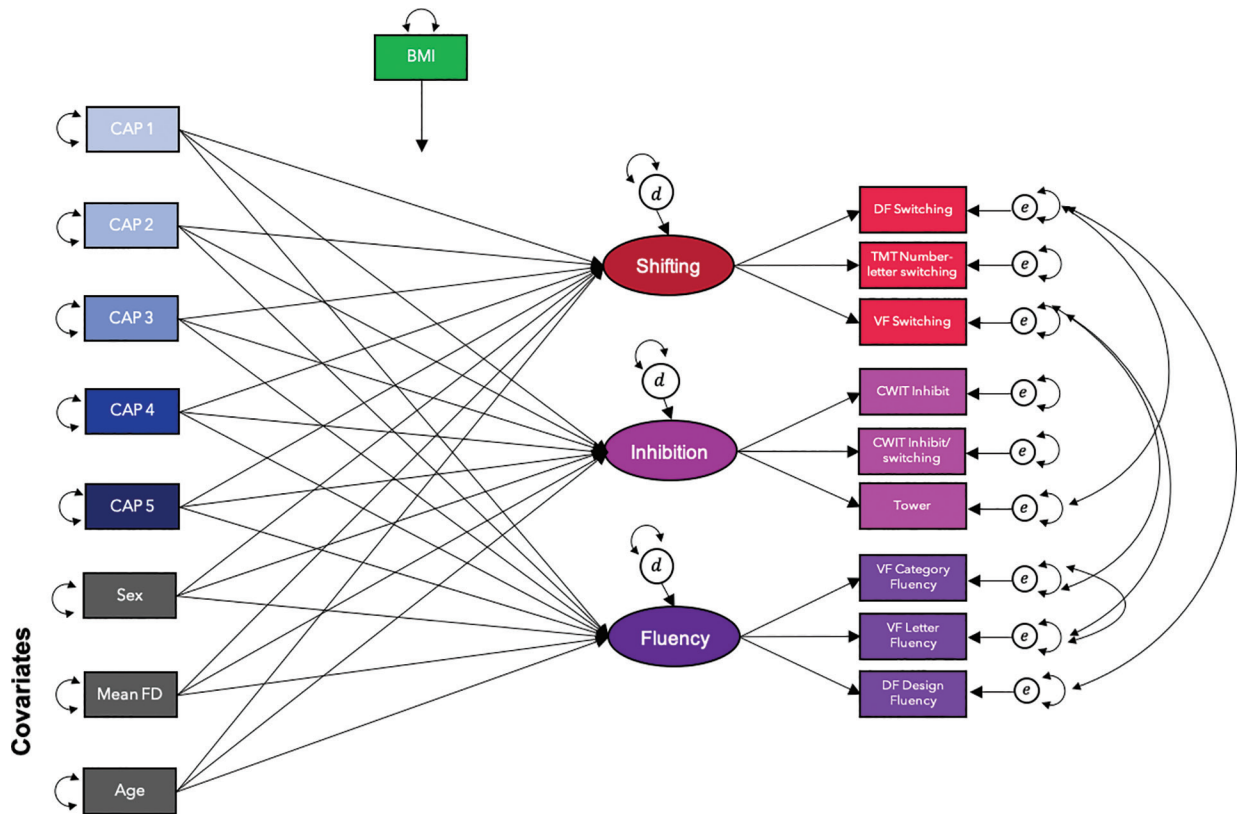 BMI
CAP 1
CAP 2
CAP 3
CAP 4
CAP 5
Sex
Mean FD
Age
Covariates
d
Shifting
d
Inhibition
d
Fluency
DF Switching
e
TMT Number-
letter switching
e
VF Switching
e
CWIT Inhibit
e
CWIT Inhibit/
switching
e
Tower
e
VF Category
Fluency
e
VF Letter
Fluency
e
DF Design
Fluency
e